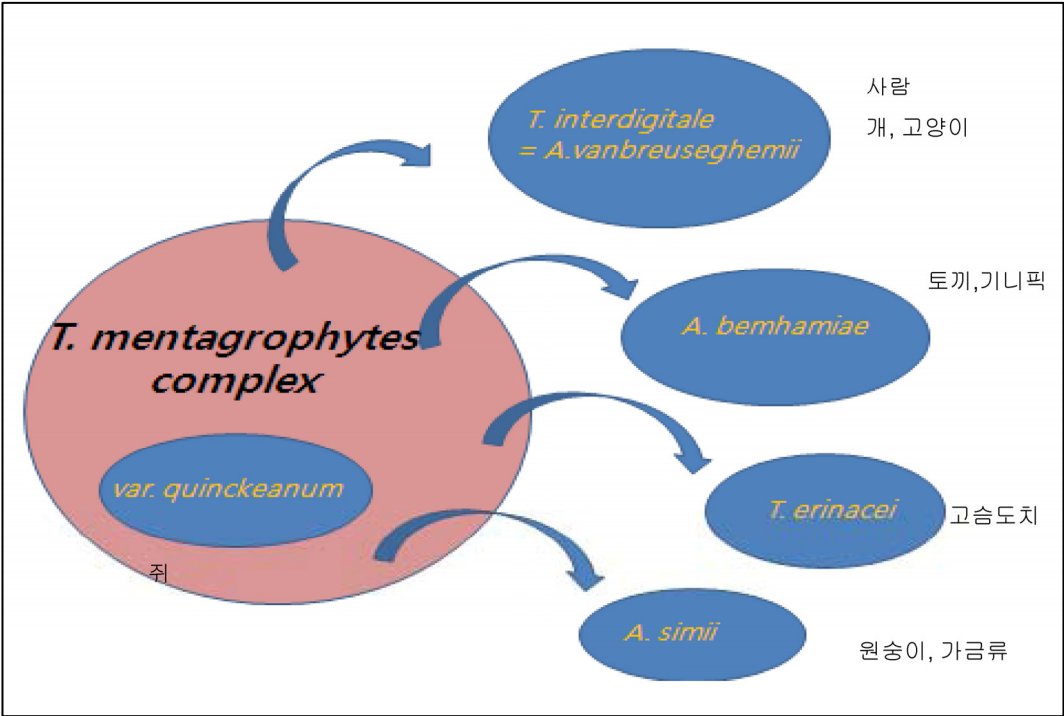 사람
T. interdigitale
= A.vanbreuseghemii
개, 고양이
토끼,기니픽
A. bemhamiae
T. mentagrophytes
complex
var. quinckeanum
T. erinacei
고슴도치
쥐
A. simii
원숭이, 가금류